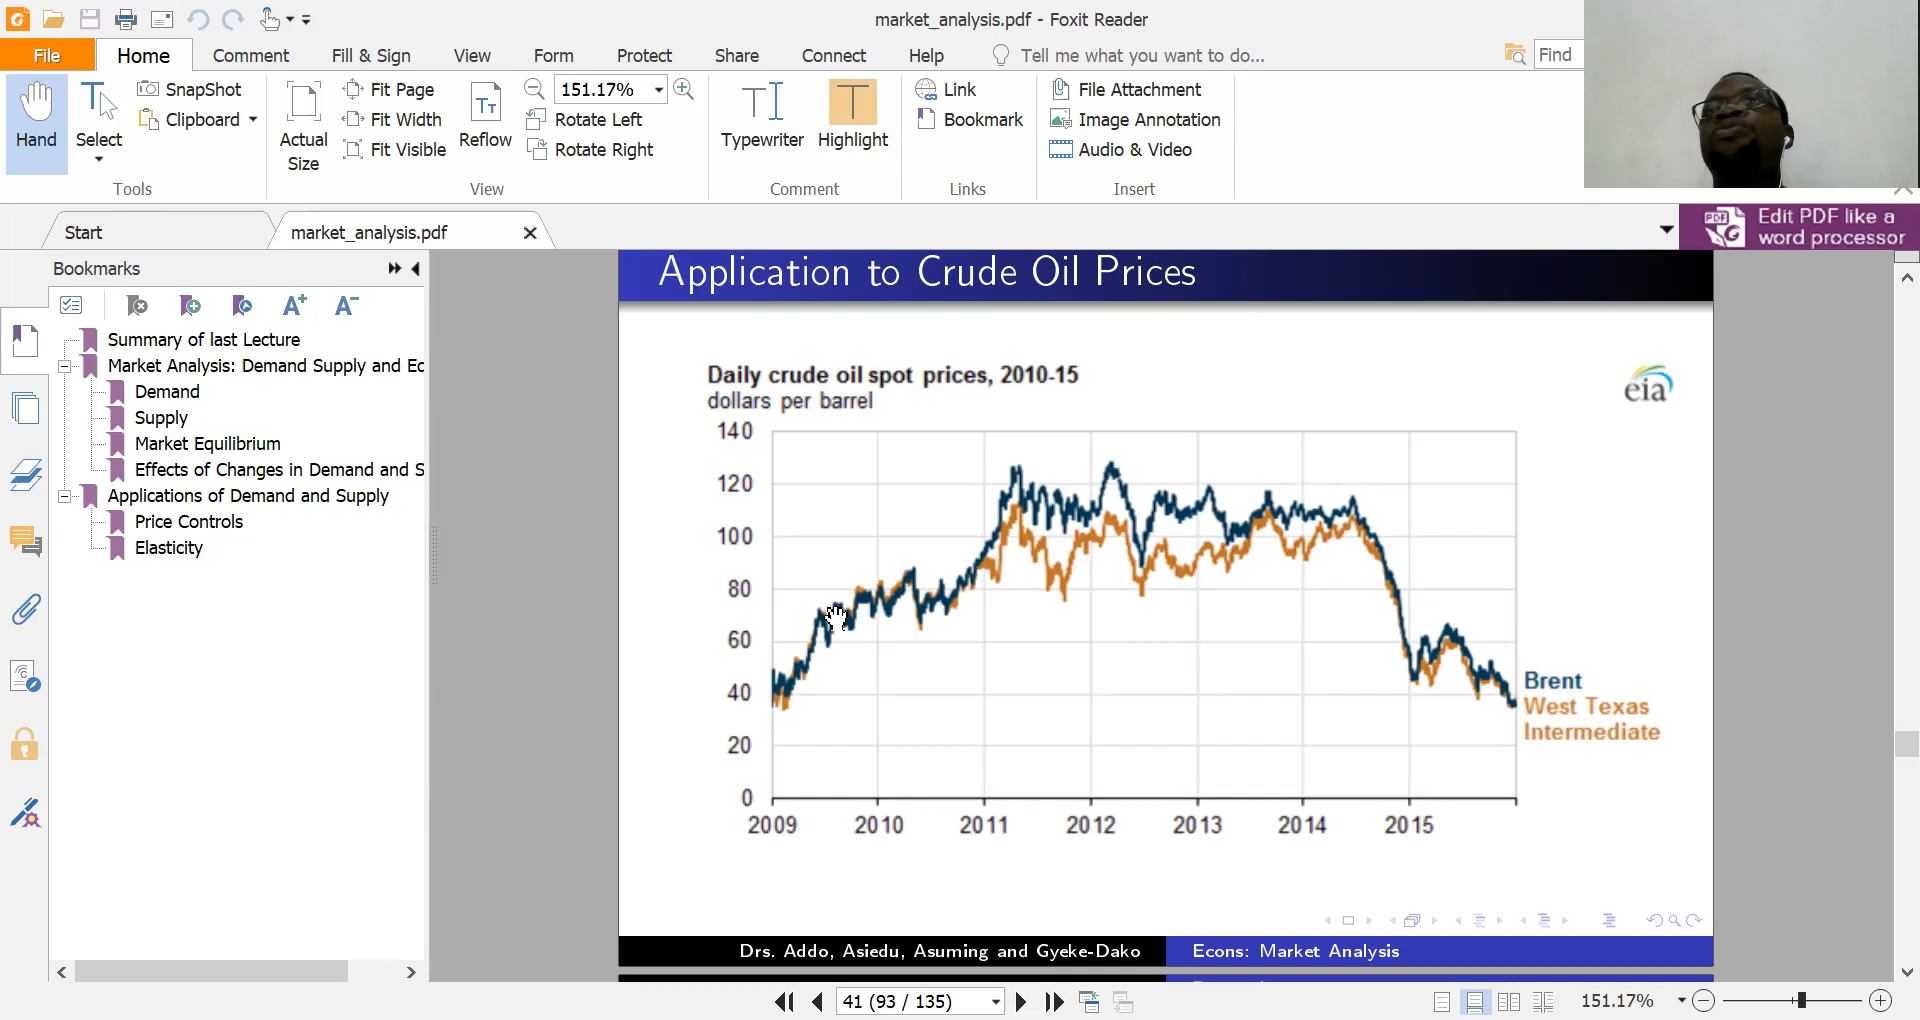 market_analysis.pdf - Foxit Reader
File Home Comment Fill & Sign View Form Protect Share Connect Help Tell me what you want to do... Find
Hand
Select
SnapShot
Clipboard
Tools
Actual
Size
Fit Page
Fit Width
Fit Visible
Reflow
151.17%
Rotate Left
Rotate Right
View
Typewriter
Highlight
Comment
Link
Bookmark
Links
File Attachment
Image Annotation
Audio & Video
Insert
Start
market_analysis.pdf
PDF
Edit PDF like a
word processor
Bookmarks
Summary of last Lecture
Market Analysis: Demand Supply and Ec
Demand
Supply
Market Equilibrium
Effects of Changes in Demand and S
Applications of Demand and Supply
Price Controls
Elasticity
Application to Crude Oil Prices
Daily crude oil spot prices, 2010-15
dollars per barrel
eia
140
120
100
80
60
40
20
0
2009 2010 2011 2012 2013 2014 2015
Brent
West Texas
Intermediate
Drs. Addo, Asiedu, Asuming and Gyeke-Dako
Econs: Market Analysis
41 (93 / 135)
151.17%